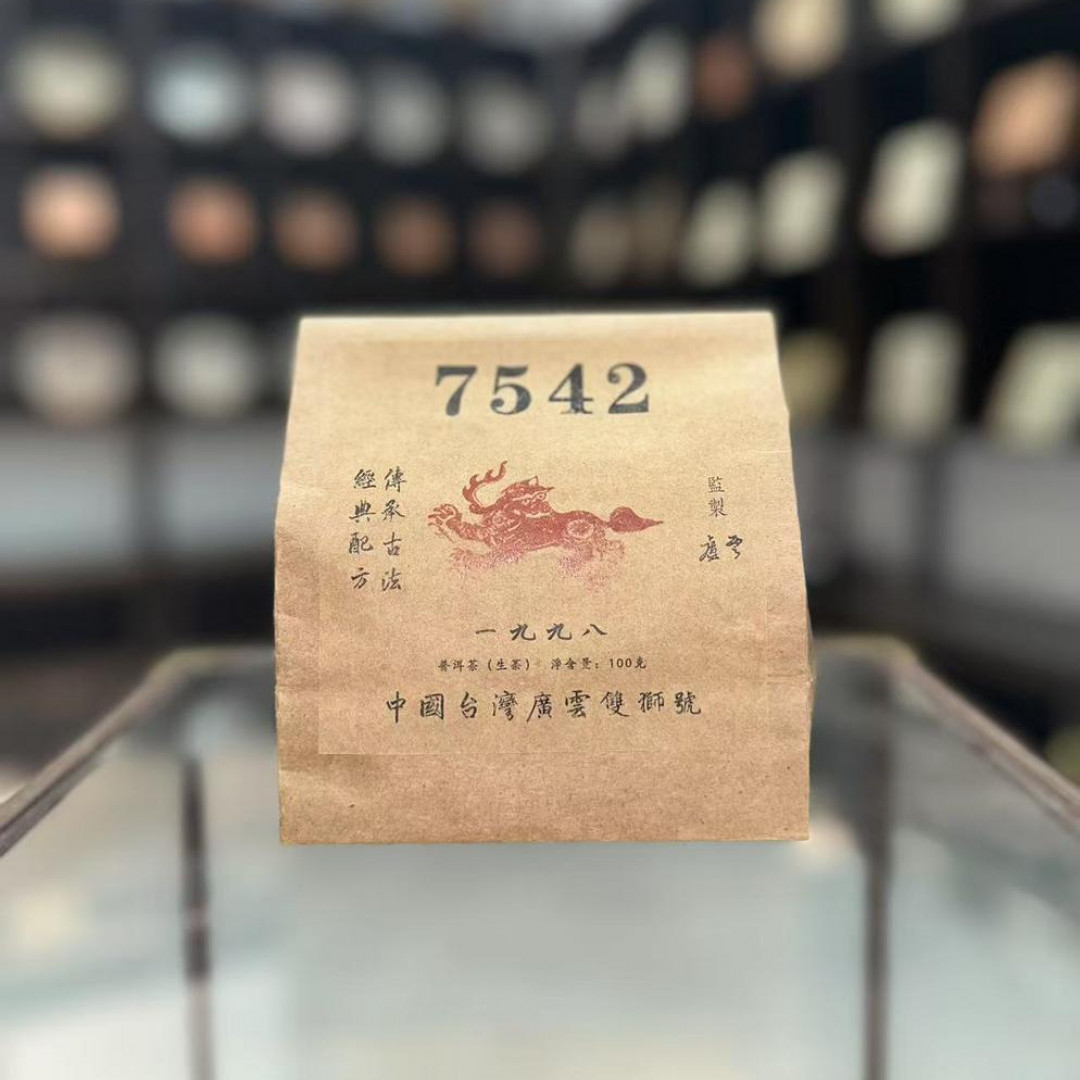 7542
傳承古法
經典配方
監製
一九九八
普洱茶（生茶） 淨含量：100克
中國台灣廣雲雙獅號